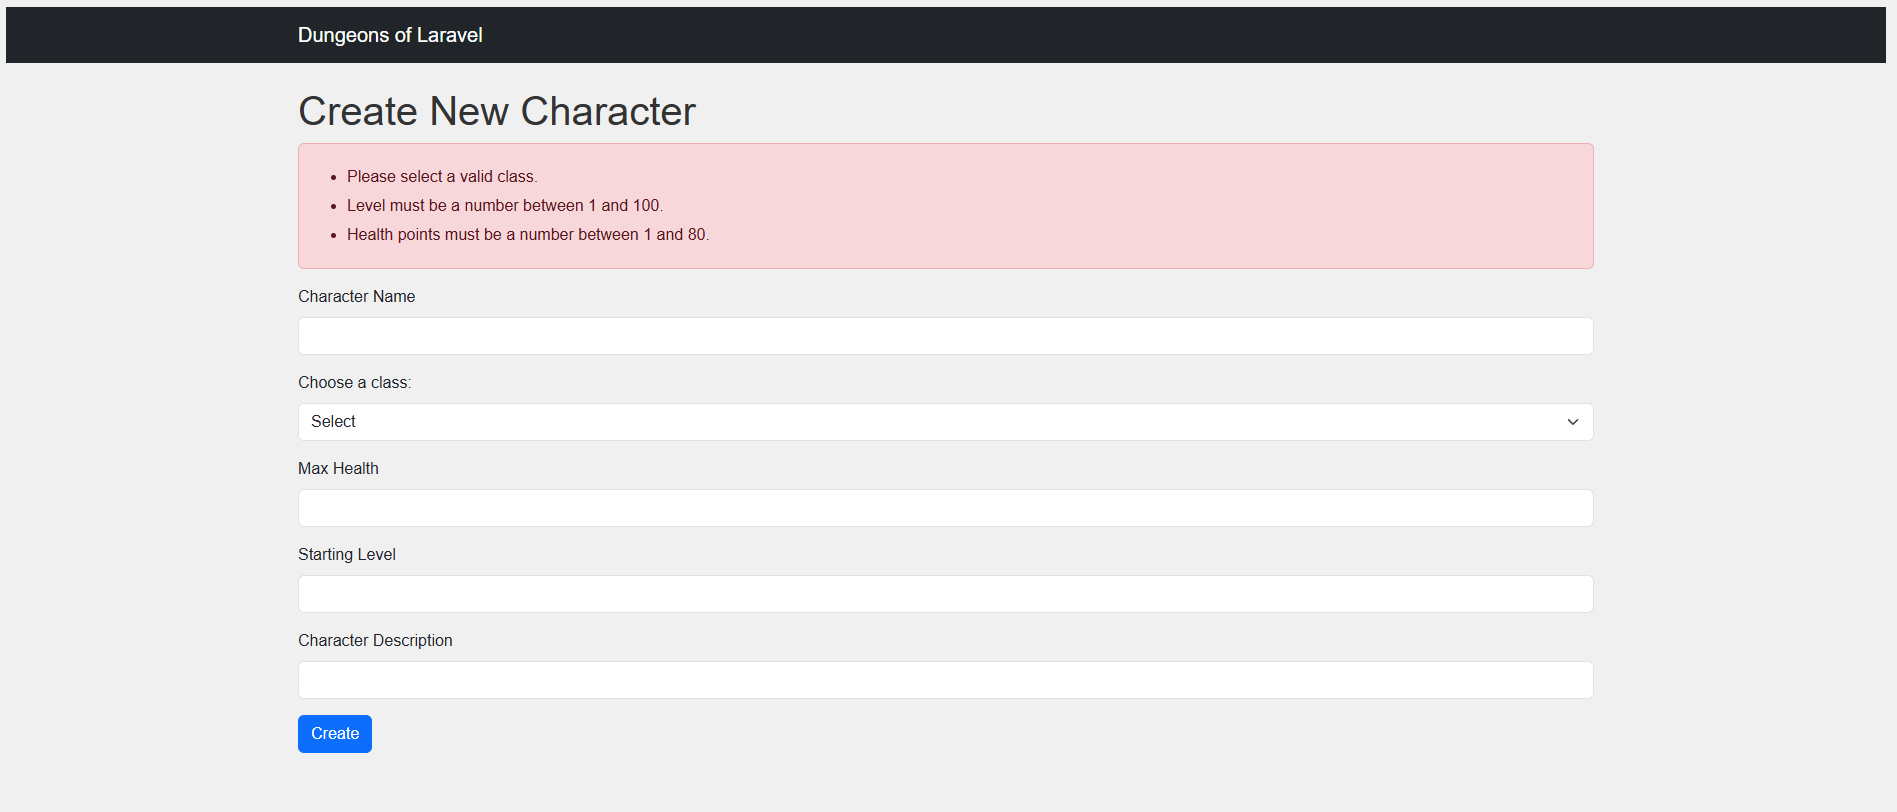 Dungeons of Laravel
Create New Character
Please select a valid class.
Level must be a number between 1 and 100.
Health points must be a number between 1 and 80.
Character Name
Choose a class:
Select
Max Health
Starting Level
Character Description
Create